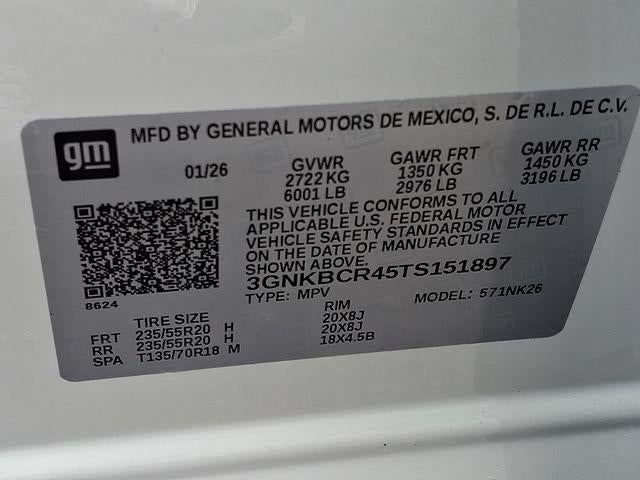 gm
MFD BY GENERAL MOTORS DE MEXICO, S. DE R.L. DE C.V.
01/26
GVWR GAWR FRT GAWR RR
2722 KG 1350 KG 1450 KG
6001 LB 2976 LB 3196 LB
THIS VEHICLE CONFORMS TO ALL
APPLICABLE U.S. FEDERAL MOTOR
VEHICLE SAFETY STANDARDS IN EFFECT
ON THE DATE OF MANUFACTURE
SHOWN ABOVE.
3GNKBCR45TS151897
TYPE: MPV MODEL: 571NK26
8624
TIRE SIZE RIM
FRT 235/55R20 H 20X8J
RR 235/55R20 H 20X8J
SPA T135/70R18 M 18X4.5B